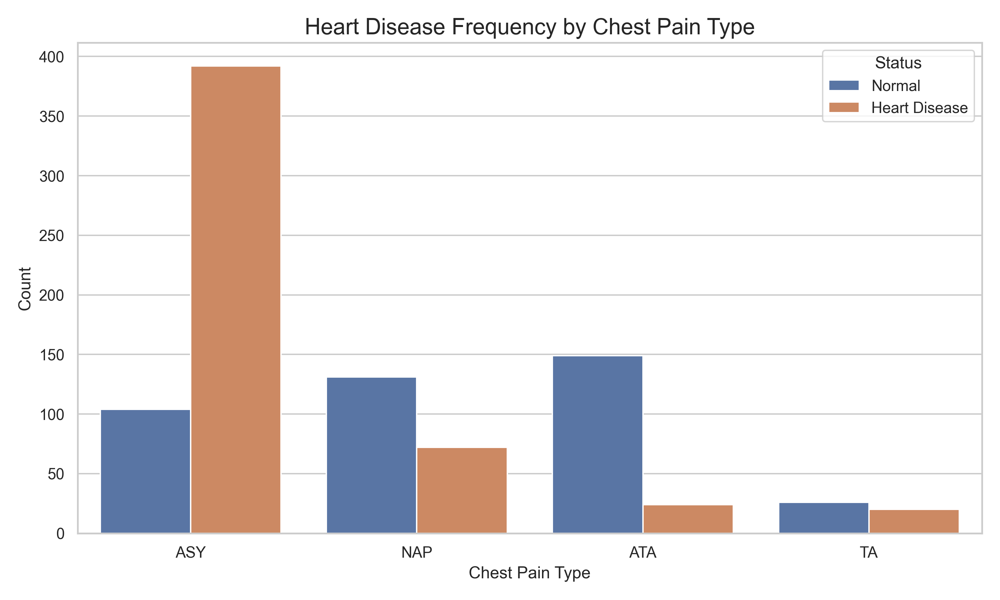 Heart Disease Frequency by Chest Pain Type
Status
Normal
Heart Disease
Count
400
350
300
250
200
150
100
50
0
ASY NAP ATA TA
Chest Pain Type